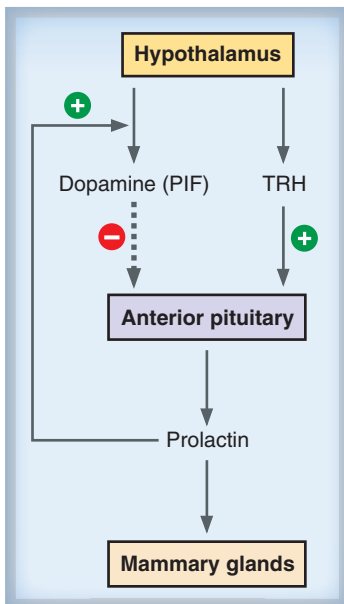 Hypothalamus
+
Dopamine (PIF) TRH
− +
Anterior pituitary
Prolactin
Mammary glands